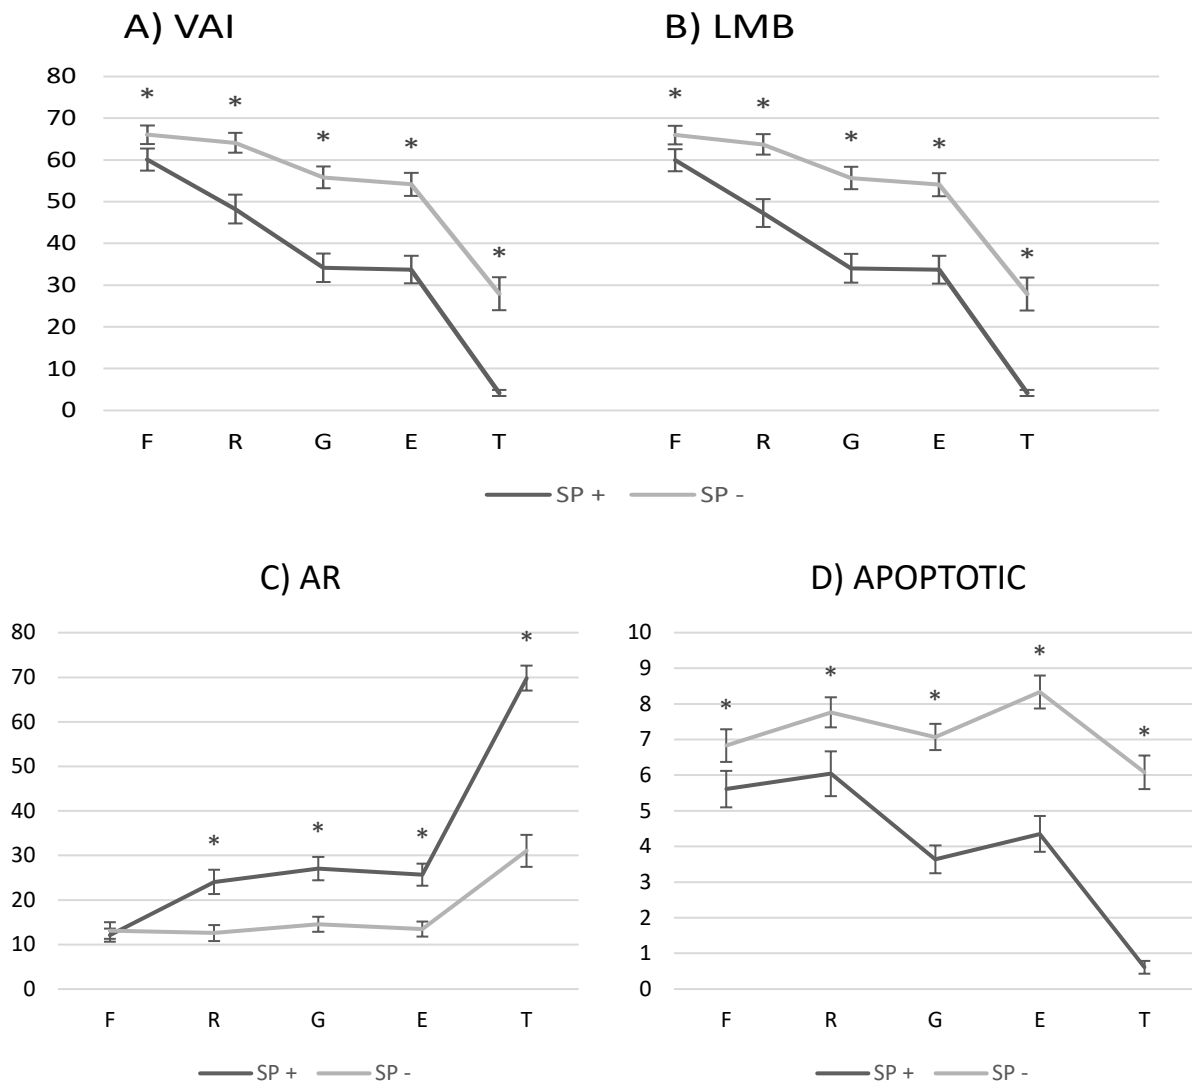 A) VAI
B) LMB
80
70
60
50
40
30
20
10
0
* * * * *
* * * * *
F R G E T
F R G E T
SP + SP -
C) AR
80
70
60
50
40
30
20
10
0
* * * *
F R G E T
SP + SP -
D) APOPTOTIC
10
9
8
7
6
5
4
3
2
1
0
* * * * *
F R G E T
SP + SP -